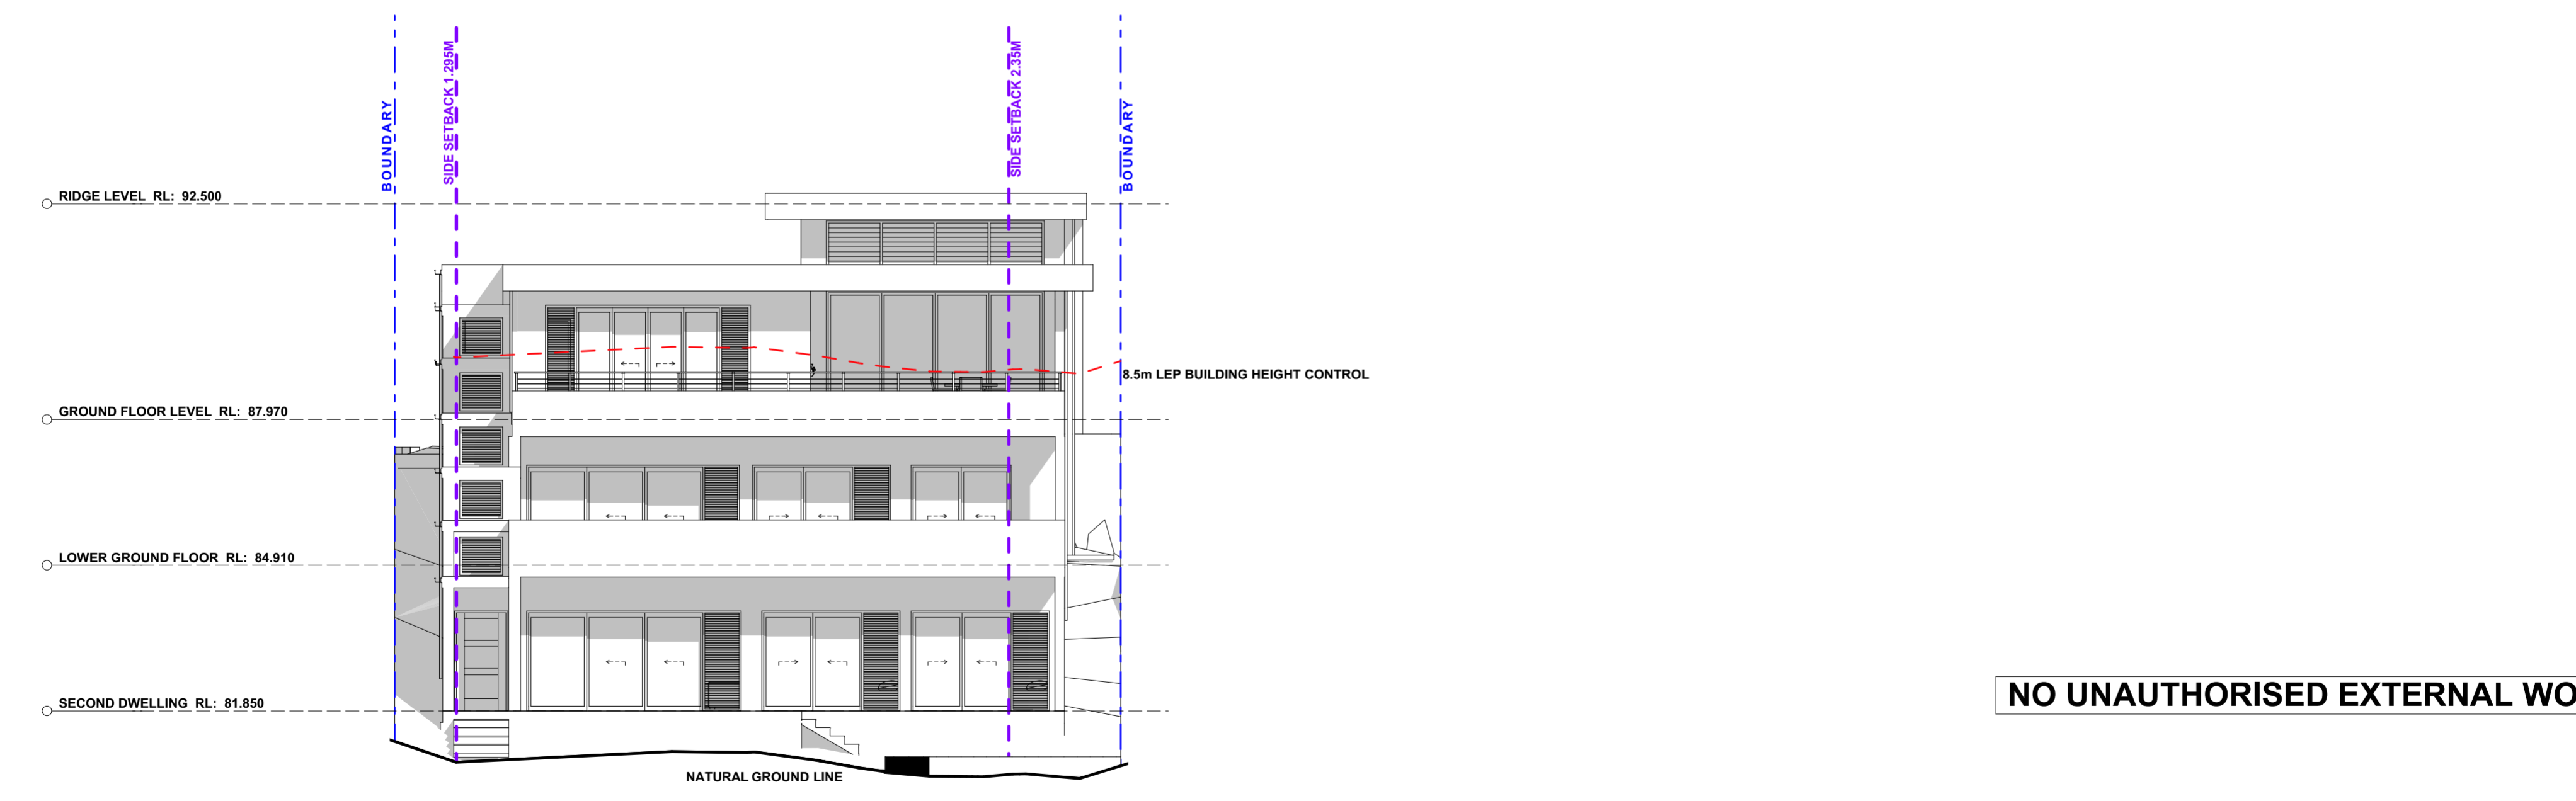 SIDE SETBACK 1.295M
SIDE SETBACK 2.35M
BOUNDARY
BOUNDARY
RIDGE LEVEL RL: 92.500
8.5m LEP BUILDING HEIGHT CONTROL
GROUND FLOOR LEVEL RL: 87.970
LOWER GROUND FLOOR RL: 84.910
SECOND DWELLING RL: 81.850
NO UNAUTHORISED EXTERNAL WO
NATURAL GROUND LINE